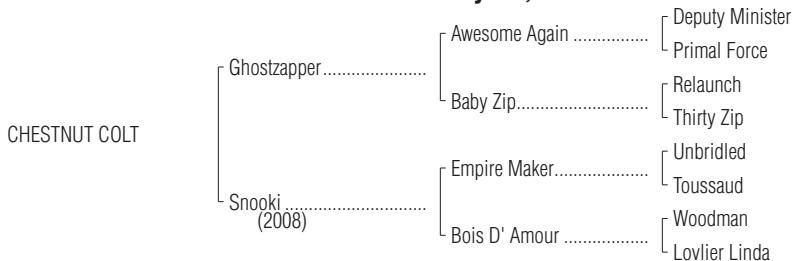 Deputy Minister
Awesome Again ................
Primal Force
Ghostzapper......................
Relaunch
Baby Zip............................
Thirty Zip
CHESTNUT COLT
Unbridled
Empire Maker....................
Toussaud
Snooki ..............................
(2008)
Woodman
Bois D' Amour ..................
Lovlier Linda